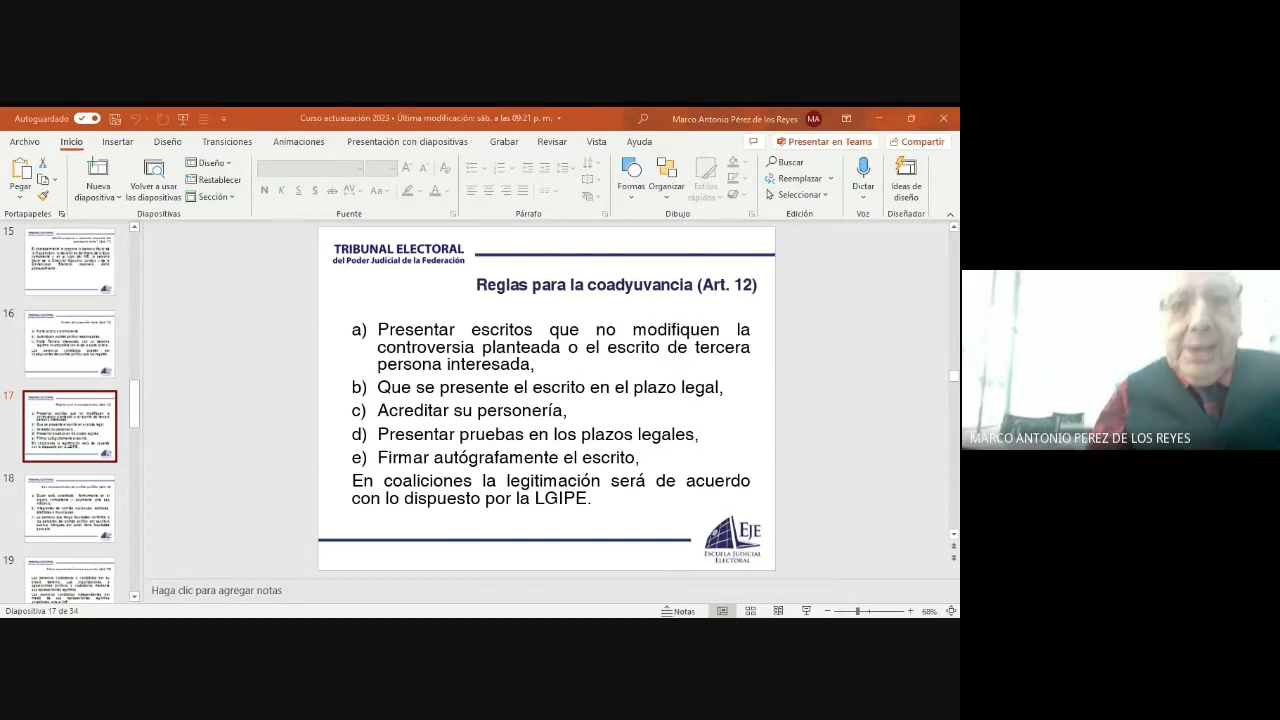 Autoguardado
Curso actuaización 2023 • Última modificación: sáb. a las 09:21 p. m.
Marco Antonio Pérez de los Reyes MA
Archivo Inicio Insertar Diseño Transiciones Animaciones Presentación con diapositivas Grabar Revisar Vista Ayuda Presentar en Teams Compartir
Pegar
Portapapeles
Nueva diapositiva
Volver a usar las diapositivas
Diseño
Restablecer
Sección
Diapositivas
N K S S AV Aa A
Fuente
Párrafo
Formas
Organizar
Estilos rápidos
Dibujo
Buscar
Reemplazar
Seleccionar
Edición
Dictar
Voz
Ideas de diseño
Diseñador
15
16
17
18
19
TRIBUNAL ELECTORAL
del Poder Judicial de la Federación
Reglas para la coadyuvancia (Art. 12)
a) Presentar escritos que no modifiquen la
controversia planteada o el escrito de tercera
persona interesada,
b) Que se presente el escrito en el plazo legal,
c) Acreditar su personería,
d) Presentar pruebas en los plazos legales,
e) Firmar autógrafamente el escrito,
En coaliciones la legitimación será de acuerdo
con lo dispuesto por la LGIPE.
EJE
ESCUELA JUDICIAL
ELECTORAL
Haga clic para agregar notas
Diapositiva 17 de 34
Notas
68%
MARCO ANTONIO PEREZ DE LOS REYES